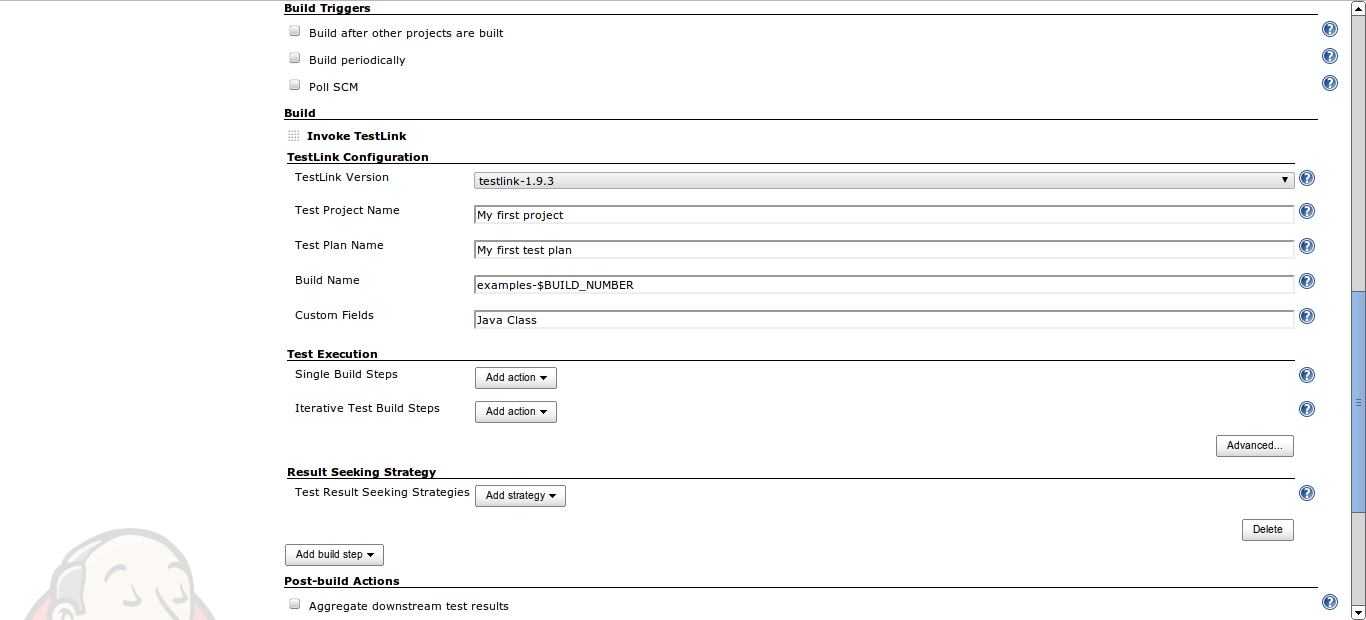 Build Triggers
Build after other projects are built
Build periodically
Poll SCM
Build
Invoke TestLink
TestLink Configuration
TestLink Version testlink-1.9.3
Test Project Name My first project
Test Plan Name My first test plan
Build Name examples-$BUILD_NUMBER
Custom Fields Java Class
Test Execution
Single Build Steps Add action
Iterative Test Build Steps Add action
Advanced...
Result Seeking Strategy
Test Result Seeking Strategies Add strategy
Delete
Add build step
Post-build Actions
Aggregate downstream test results